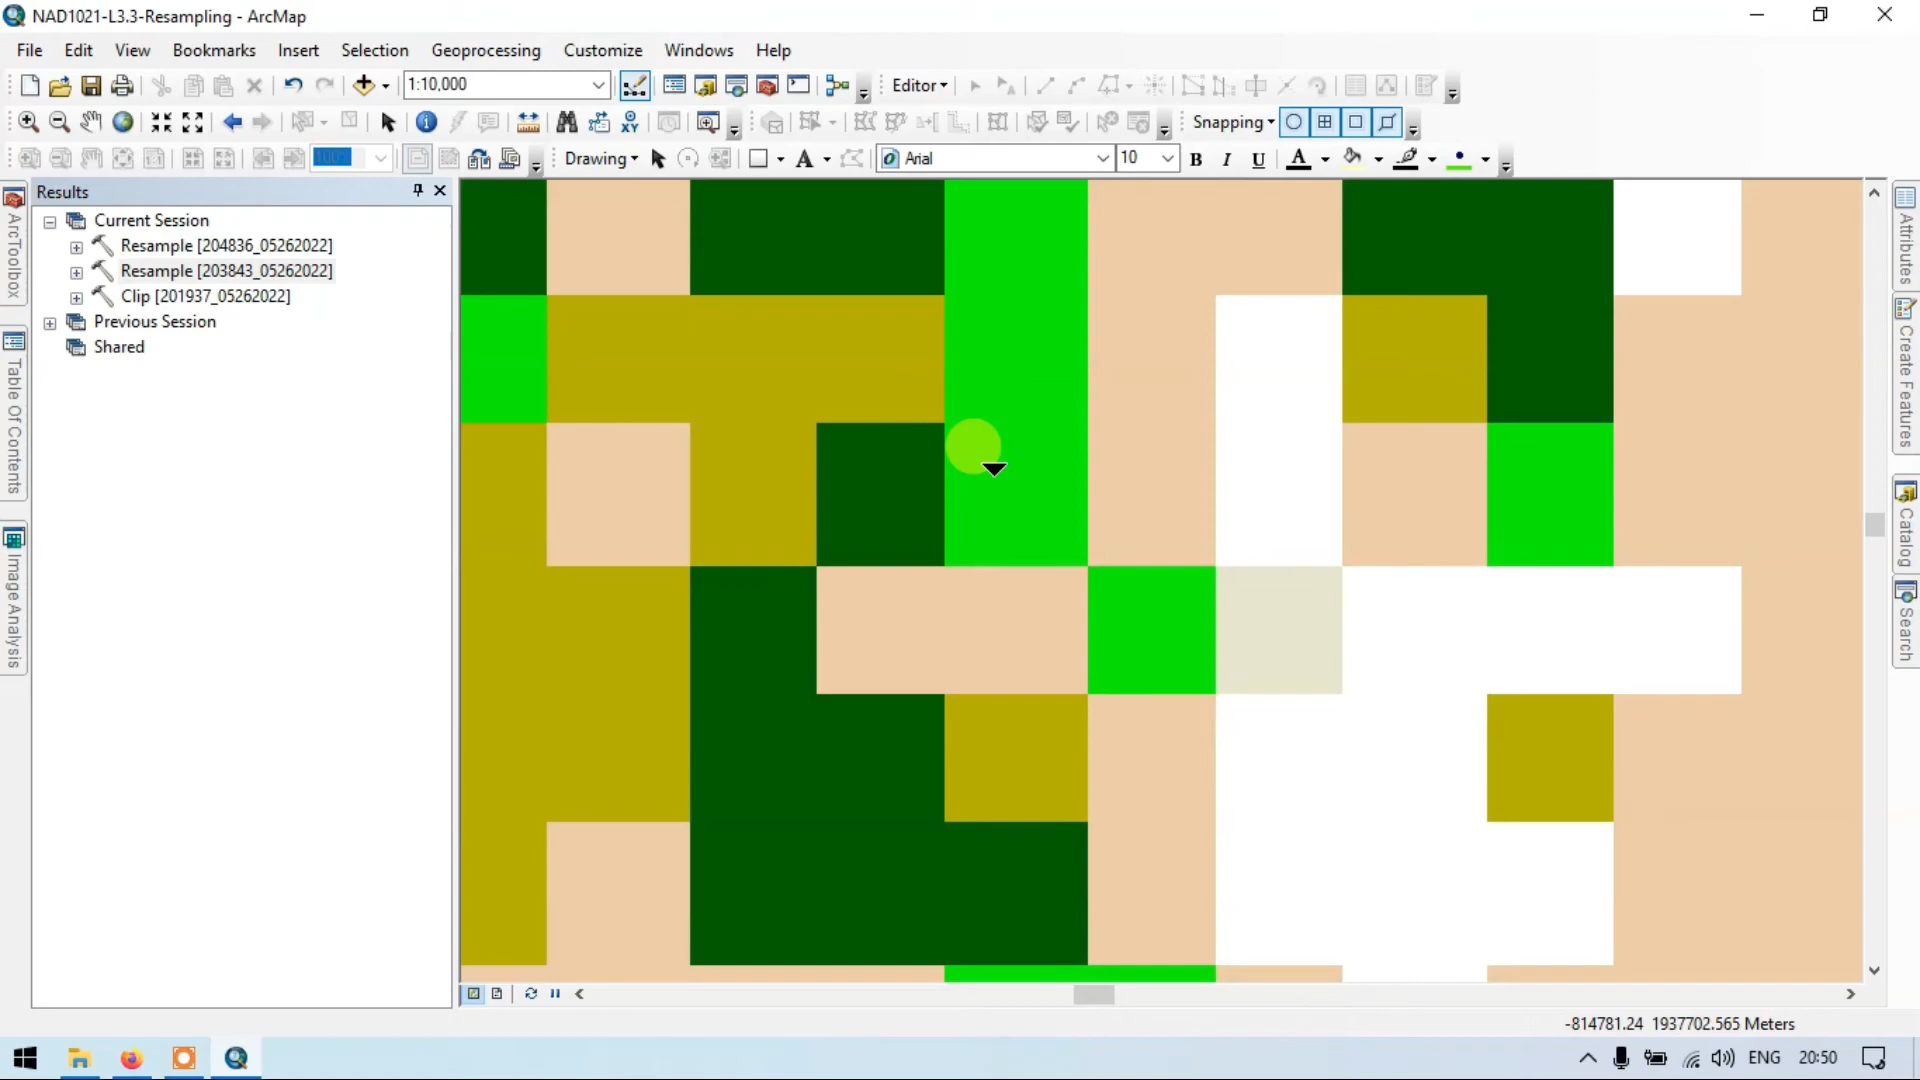 NAD1021-L3.3-Resampling - ArcMap
File Edit View Bookmarks Insert Selection Geoprocessing Customize Windows Help
1:10,000 Editor
Snapping
100% Drawing A Arial 10 B I U A
Results
Current Session
Resample [204836_05262022]
Resample [203843_05262022]
Clip [201937_05262022]
Previous Session
Shared
ArcToolbox
Table Of Contents
Image Analysis
Attributes
Create Features
Catalog
Search
-814781.24 1937702.565 Meters
ENG 20:50